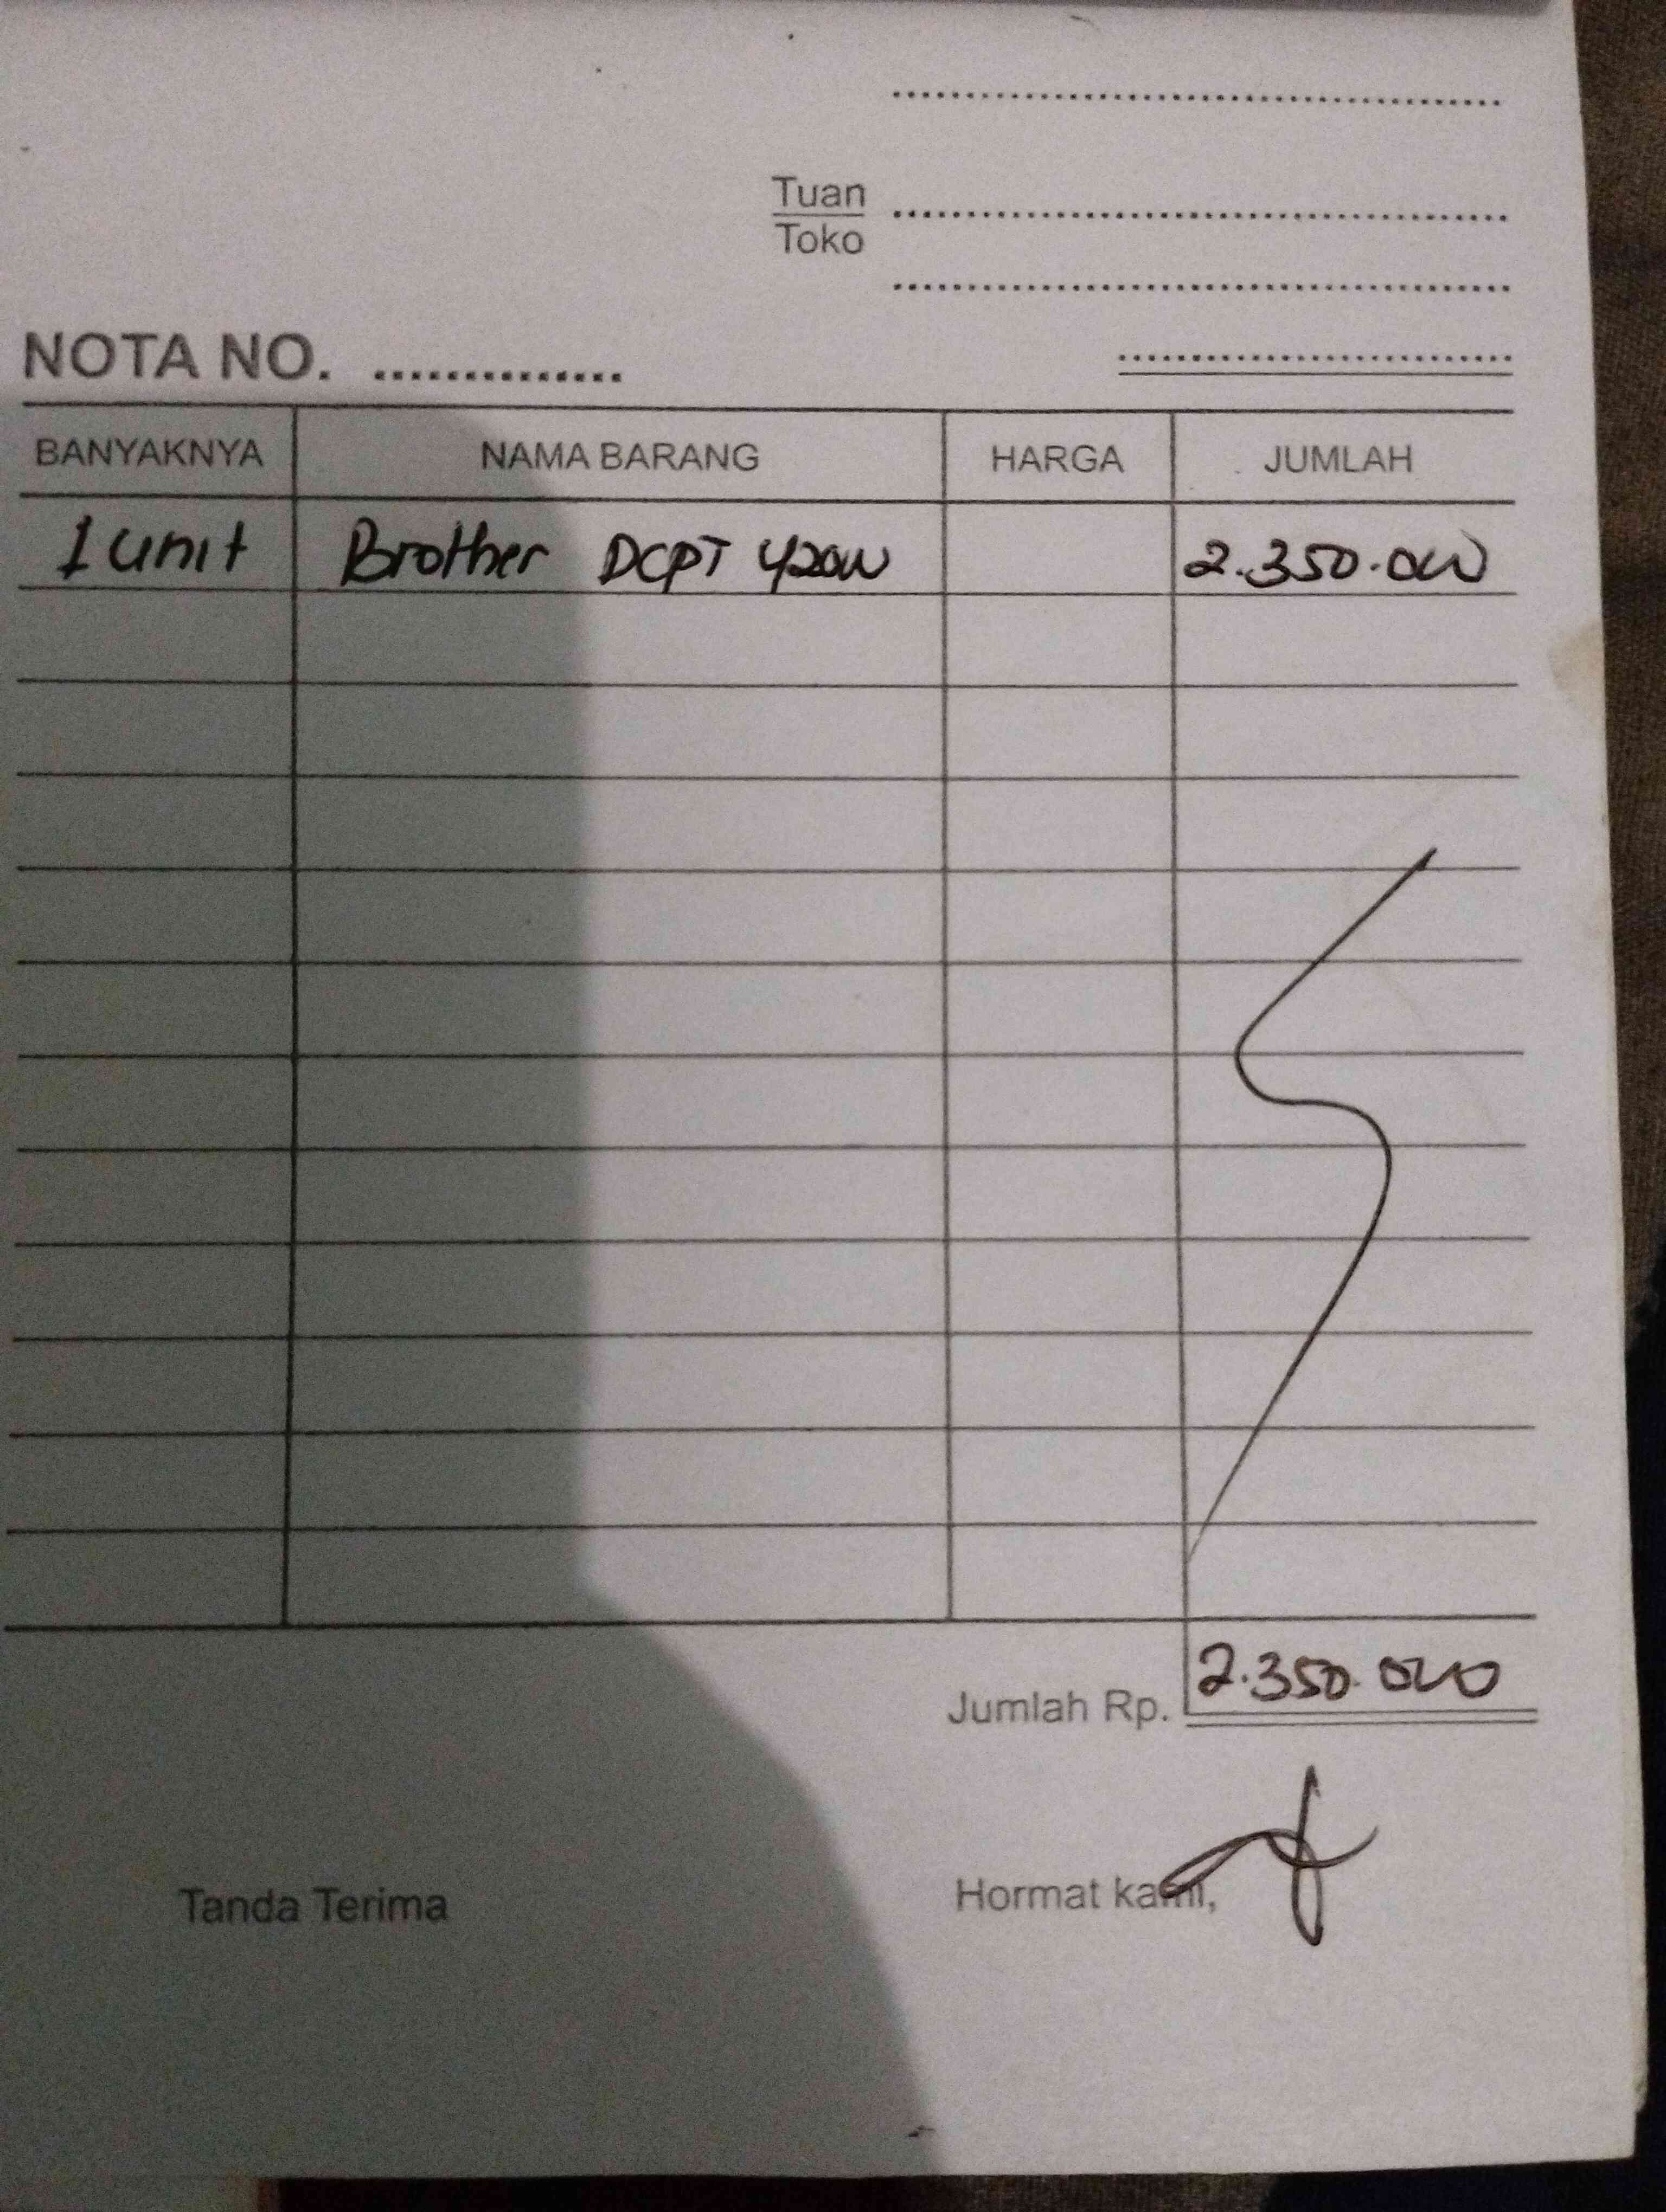 Tuan
Toko
NOTA NO. ..............
BANYAKNYA NAMA BARANG HARGA JUMLAH
1 unit Brother DCPT 420W 2.350.000
Jumlah Rp. 2.350.000
Tanda Terima Hormat kami,